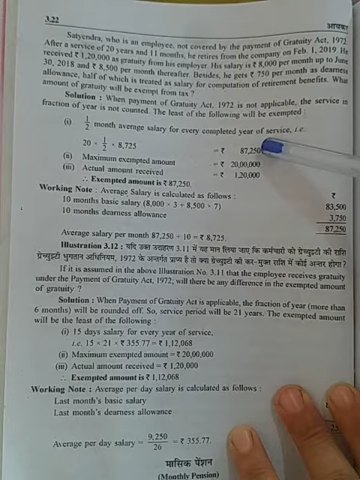 3.22
आयकर
Satyendra, who is an employee, not covered by the payment of Gratuity Act, 1972.
After a service of 20 years and 11 months, he retires from the company on Feb. 1, 2019. He
received ₹ 1,20,000 as gratuity from his employer. His salary is ₹ 8,000 per month up to June
30, 2018 and ₹ 8,500 per month thereafter. Besides, he gets ₹ 750 per month as dearness
allowance, half of which is treated as salary for computation of retirement benefits. What
amount of gratuity will be exempt from tax ?
Solution : When payment of Gratuity Act, 1972 is not applicable, the service in
fraction of year is not counted. The least of the following will be exempted :
(i) 1/2 month average salary for every completed year of service, i.e.
20 × 1/2 × 8,725 = ₹ 87,250
(ii) Maximum exempted amount = ₹ 20,00,000
(iii) Actual amount received = ₹ 1,20,000
∴ Exempted amount is ₹ 87,250.
Working Note : Average Salary is calculated as follows : ₹
10 months basic salary (8,000 × 3 + 8,500 × 7) 83,500
10 months dearness allowance 3,750
87,250
Average salary per month 87,250 ÷ 10 = ₹ 8,725.
Illustration 3.12 : यदि उक्त उदाहरण 3.11 में यह मान लिया जाए कि कर्मचारी को ग्रेच्युइटी की राशि
ग्रेच्युइटी भुगतान अधिनियम, 1972 के अन्तर्गत प्राप्त है तो क्या ग्रेच्युइटी की कर-मुक्त राशि में कोई अन्तर होगा ?
If it is assumed in the above Illustration No. 3.11 that the employee receives gratuity
under the Payment of Gratuity Act, 1972; will there be any difference in the exempted amount
of gratuity ?
Solution : When Payment of Gratuity Act is applicable, the fraction of year (more than
6 months) will be rounded off. So, service period will be 21 years. The exempted amount
will be the least of the following :
(i) 15 days salary for every year of service,
i.e. 15 × 21 × ₹ 355.77 = ₹ 1,12,068
(ii) Maximum exempted amount = ₹ 20,00,000
(iii) Actual amount received = ₹ 1,20,000
∴ Exempted amount is ₹ 1,12,068
Working Note : Average per day salary is calculated as follows :
Last month's basic salary
Last month's dearness allowance
Average per day salary = 9,250/26 = ₹ 355.77.
मासिक पेंशन
(Monthly Pension)